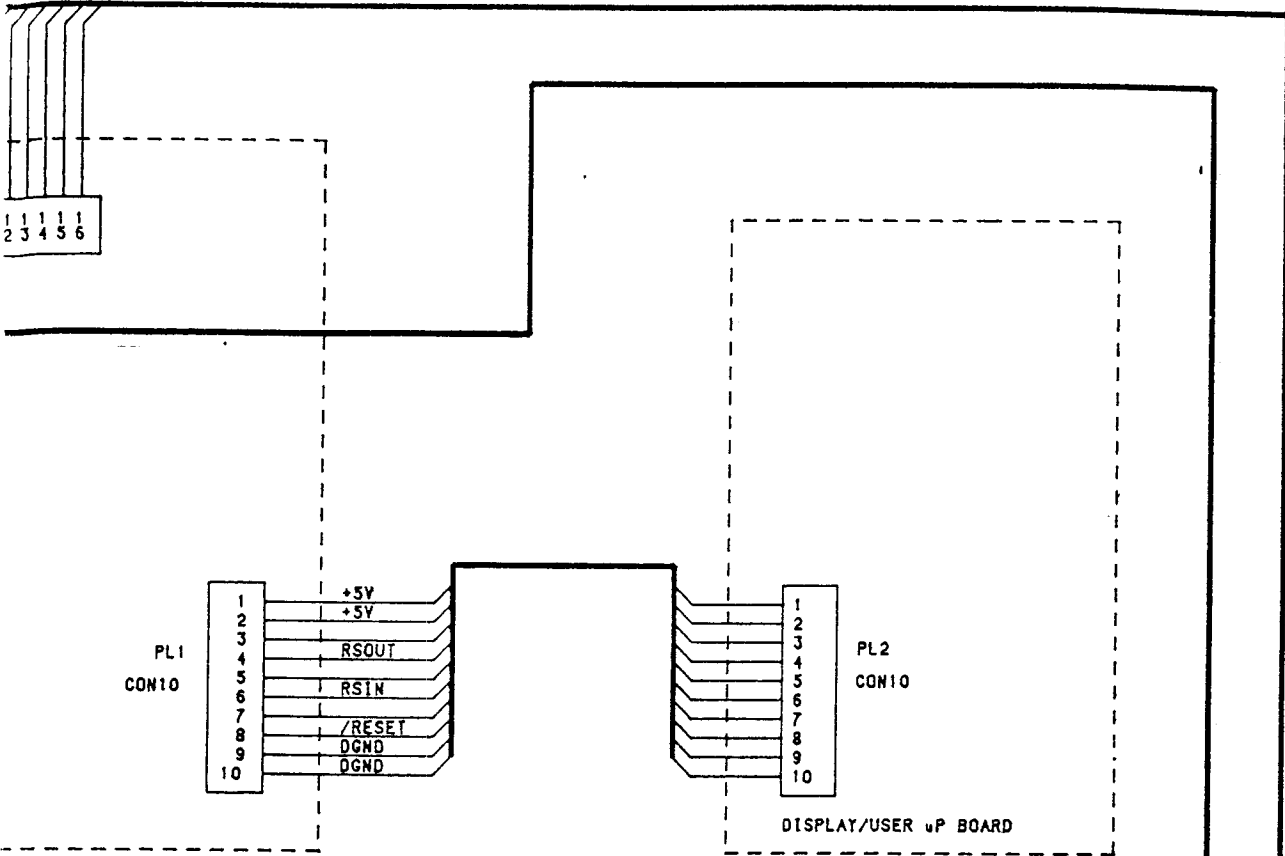 1 1 1 1 1
2 3 4 5 6
1 +5V
2 +5V
3
4 RSOUT
5
6 RSIN
7
8 /RESET
9 DGND
10 DGND
PL1
CON10
1
2
3
4
5
6
7
8
9
10
PL2
CON10
DISPLAY/USER uP BOARD